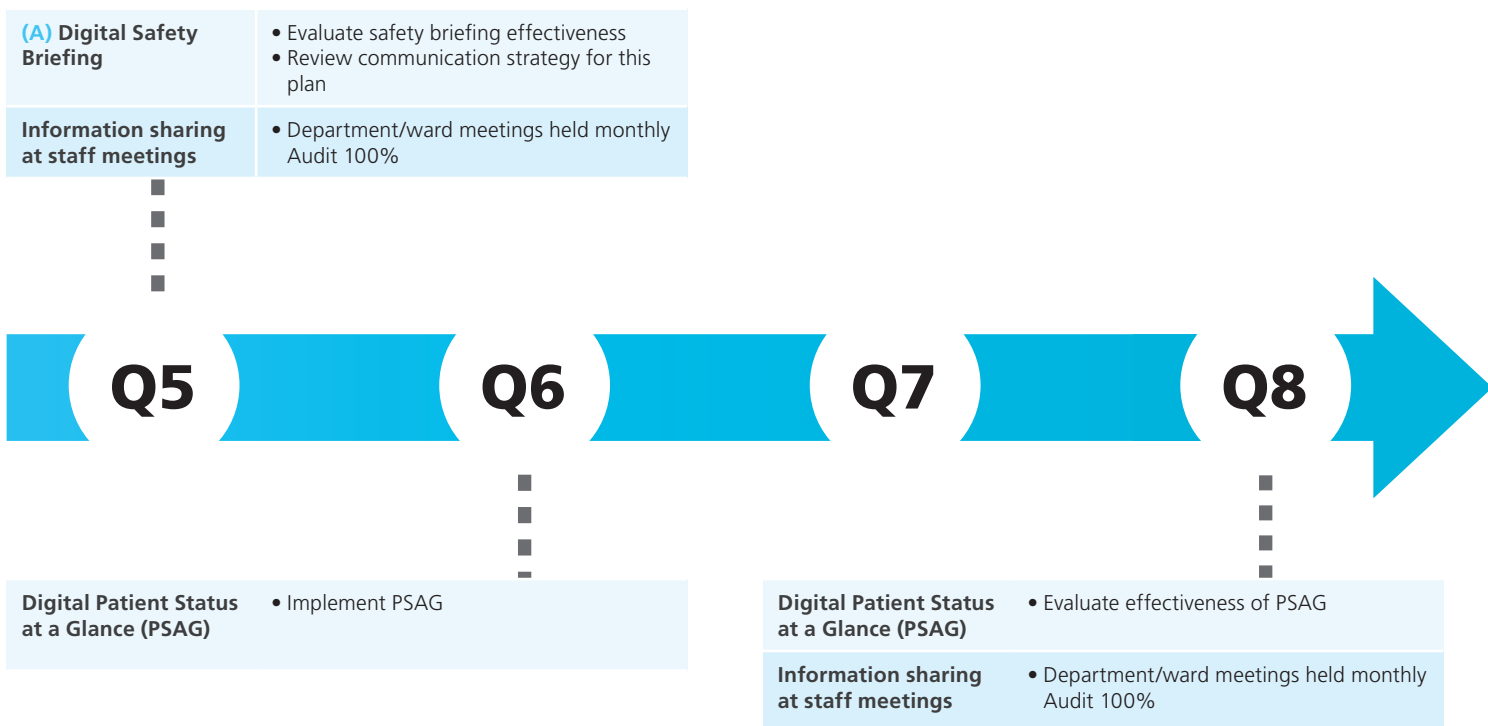 (A) Digital Safety
Briefing
• Evaluate safety briefing effectiveness
• Review communication strategy for this
plan
Information sharing
at staff meetings
• Department/ward meetings held monthly
Audit 100%
Q5
Q6
Q7
Q8
Digital Patient Status
at a Glance (PSAG)
• Implement PSAG
Digital Patient Status
at a Glance (PSAG)
• Evaluate effectiveness of PSAG
Information sharing
at staff meetings
• Department/ward meetings held monthly
Audit 100%